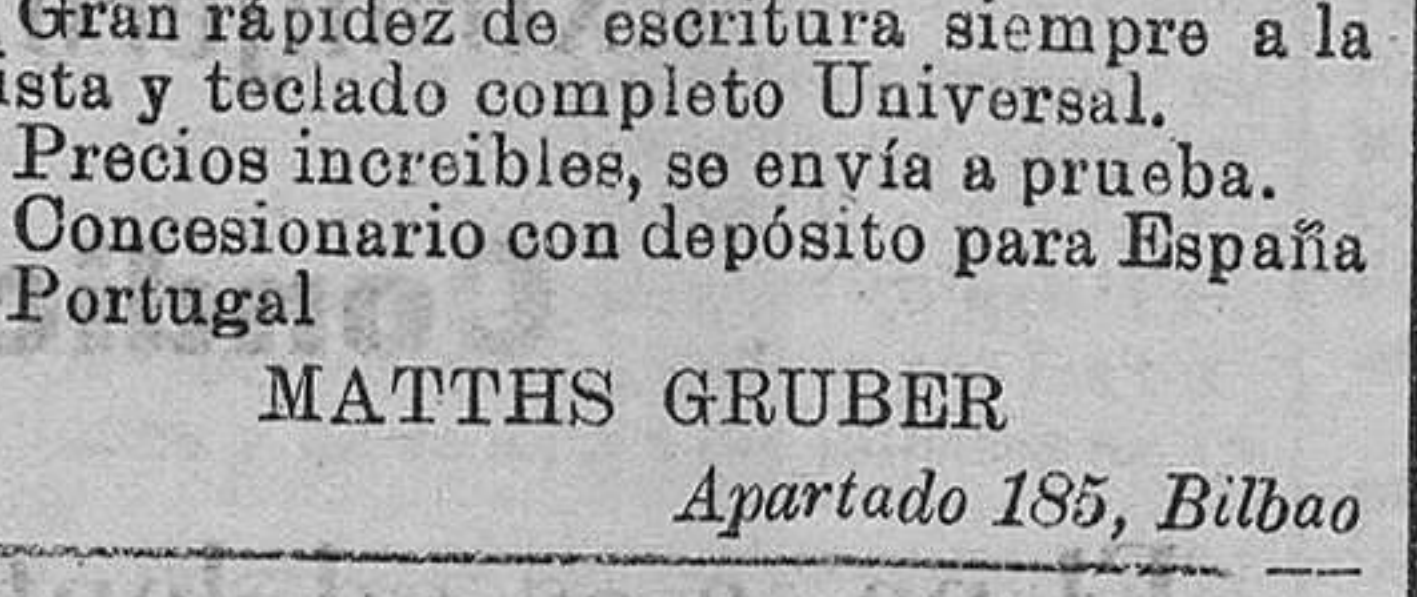 Gran rápidez de escritura siempre a la
ista y teclado completo Universal.
Precios increibles, se envía a prueba.
Concesionario con depósito para España
Portugal
MATTHS GRUBER
Apartado 185, Bilbao